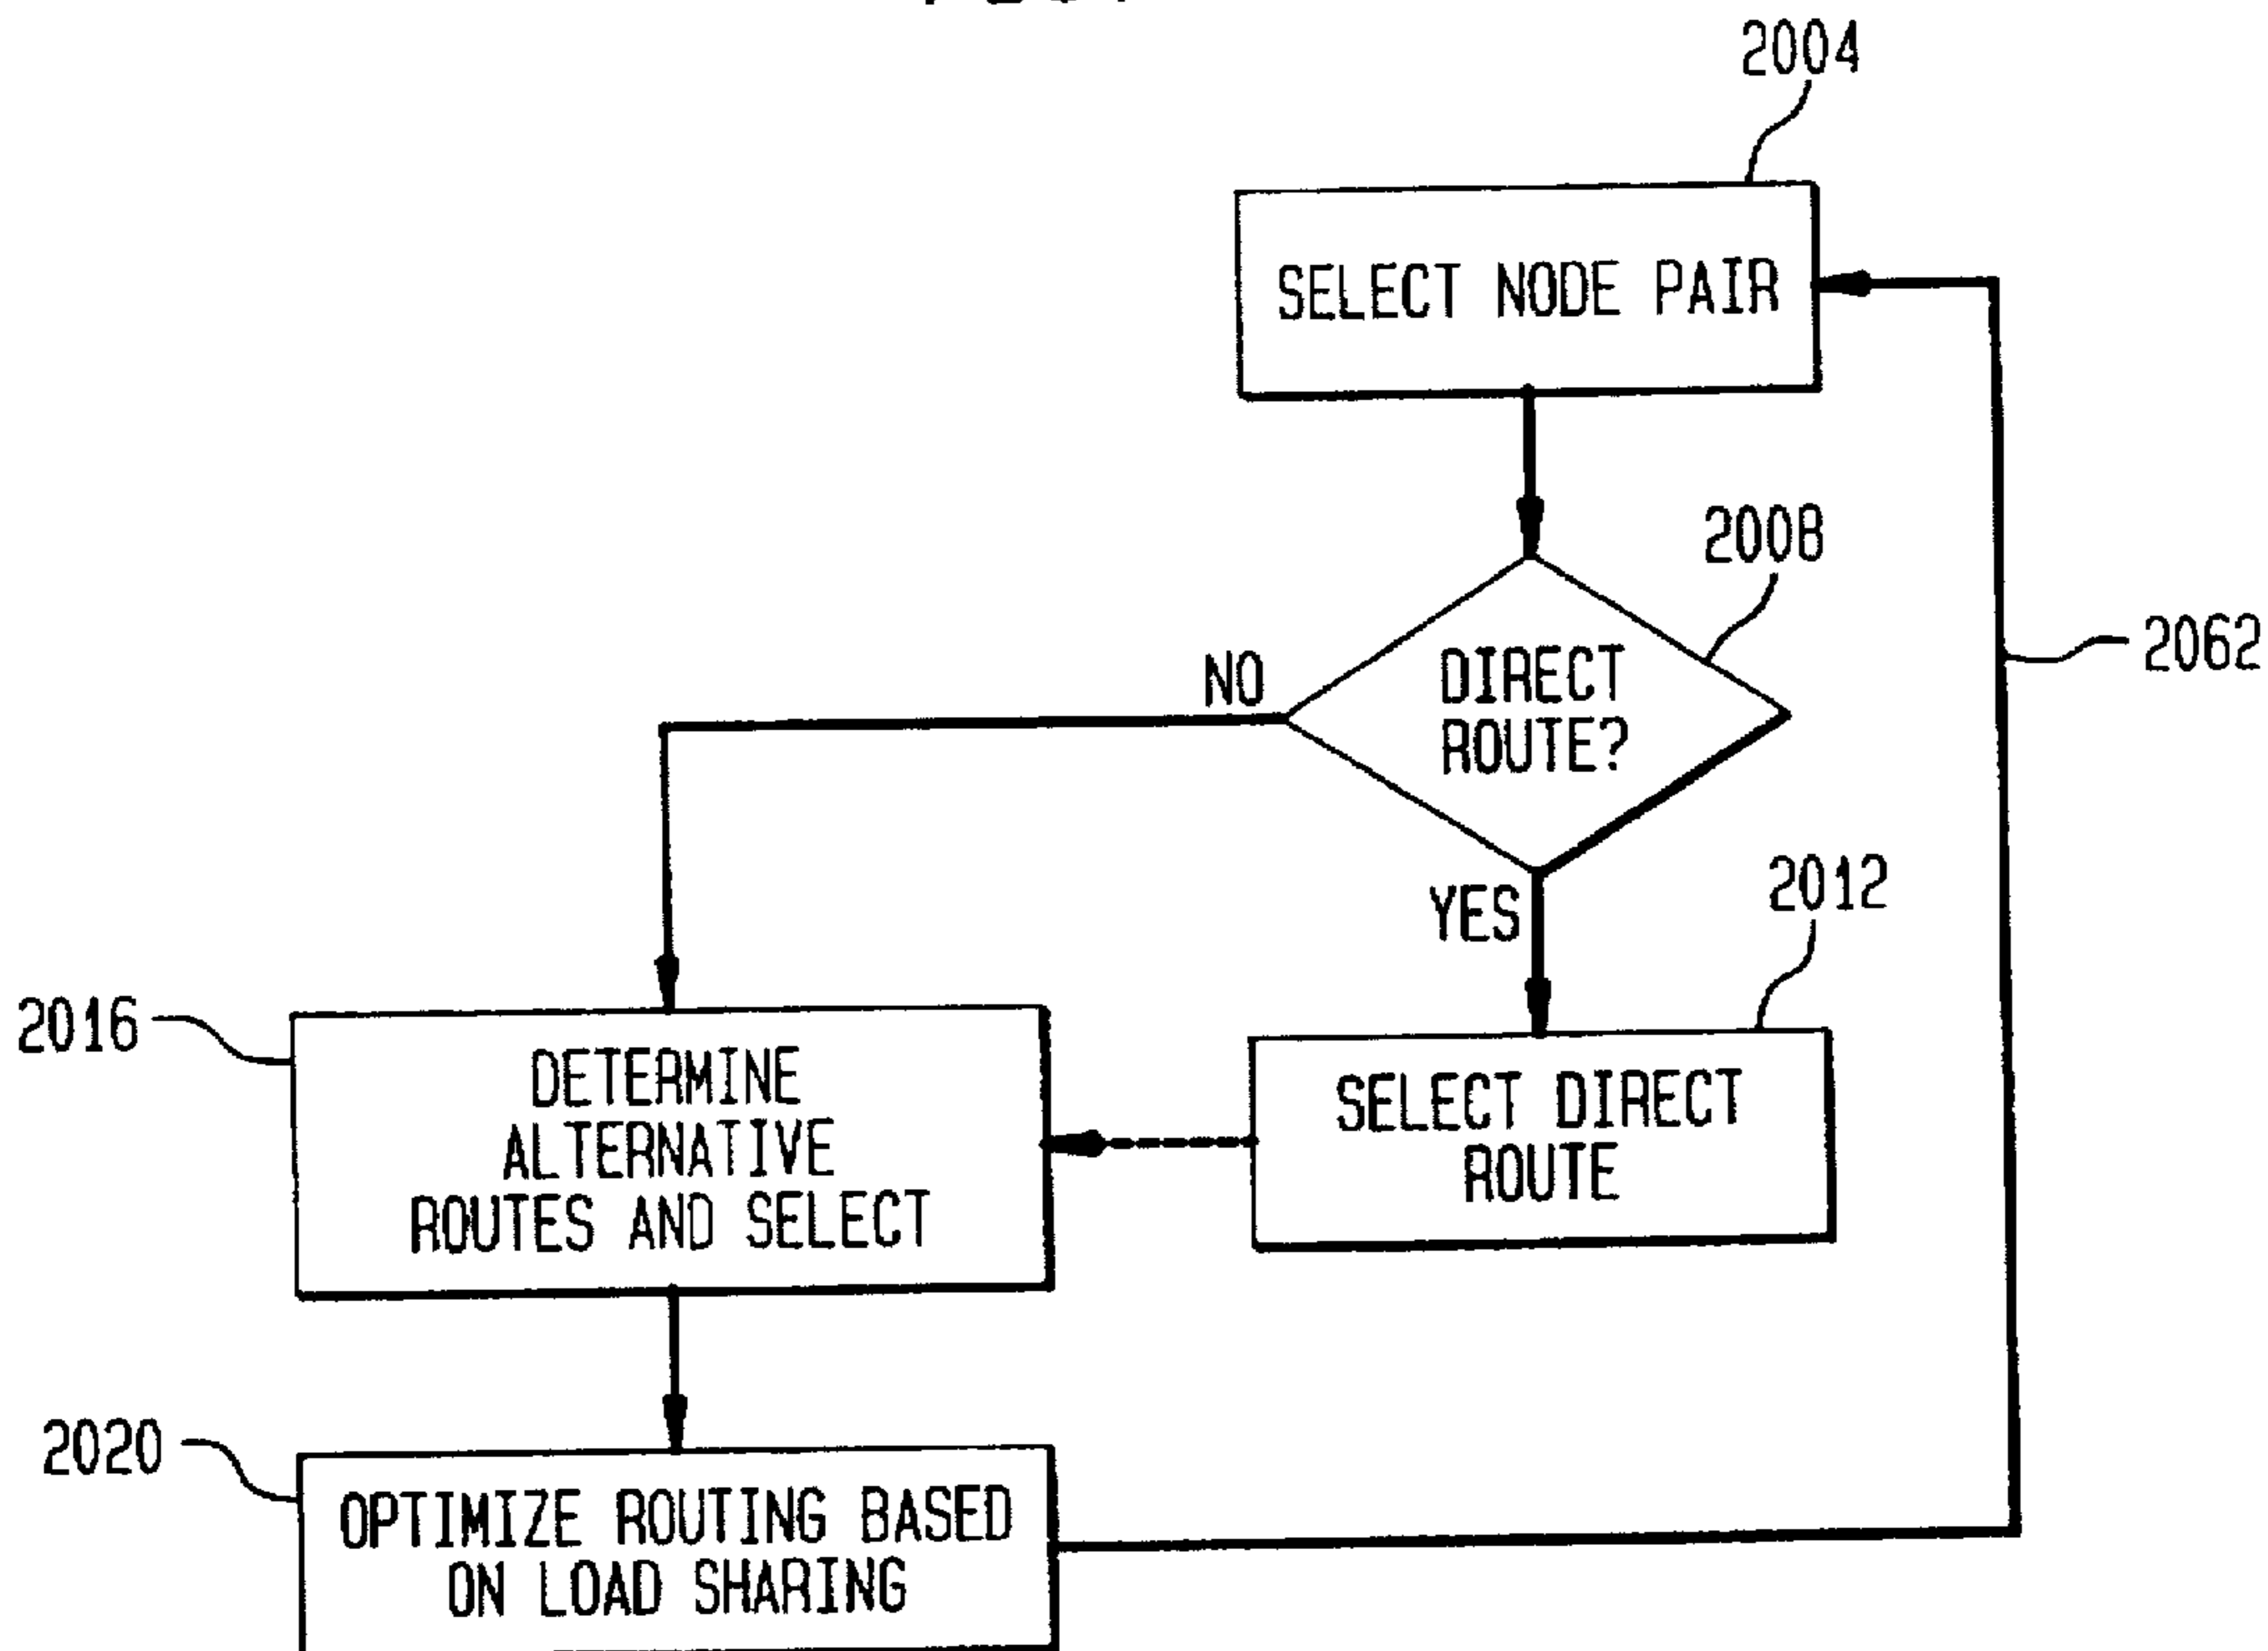 2004
SELECT NODE PAIR
2008
DIRECT
ROUTE?
NO
2062
YES
2012
2016
DETERMINE
ALTERNATIVE
ROUTES AND SELECT
SELECT DIRECT
ROUTE
2020
OPTIMIZE ROUTING BASED
ON LOAD SHARING